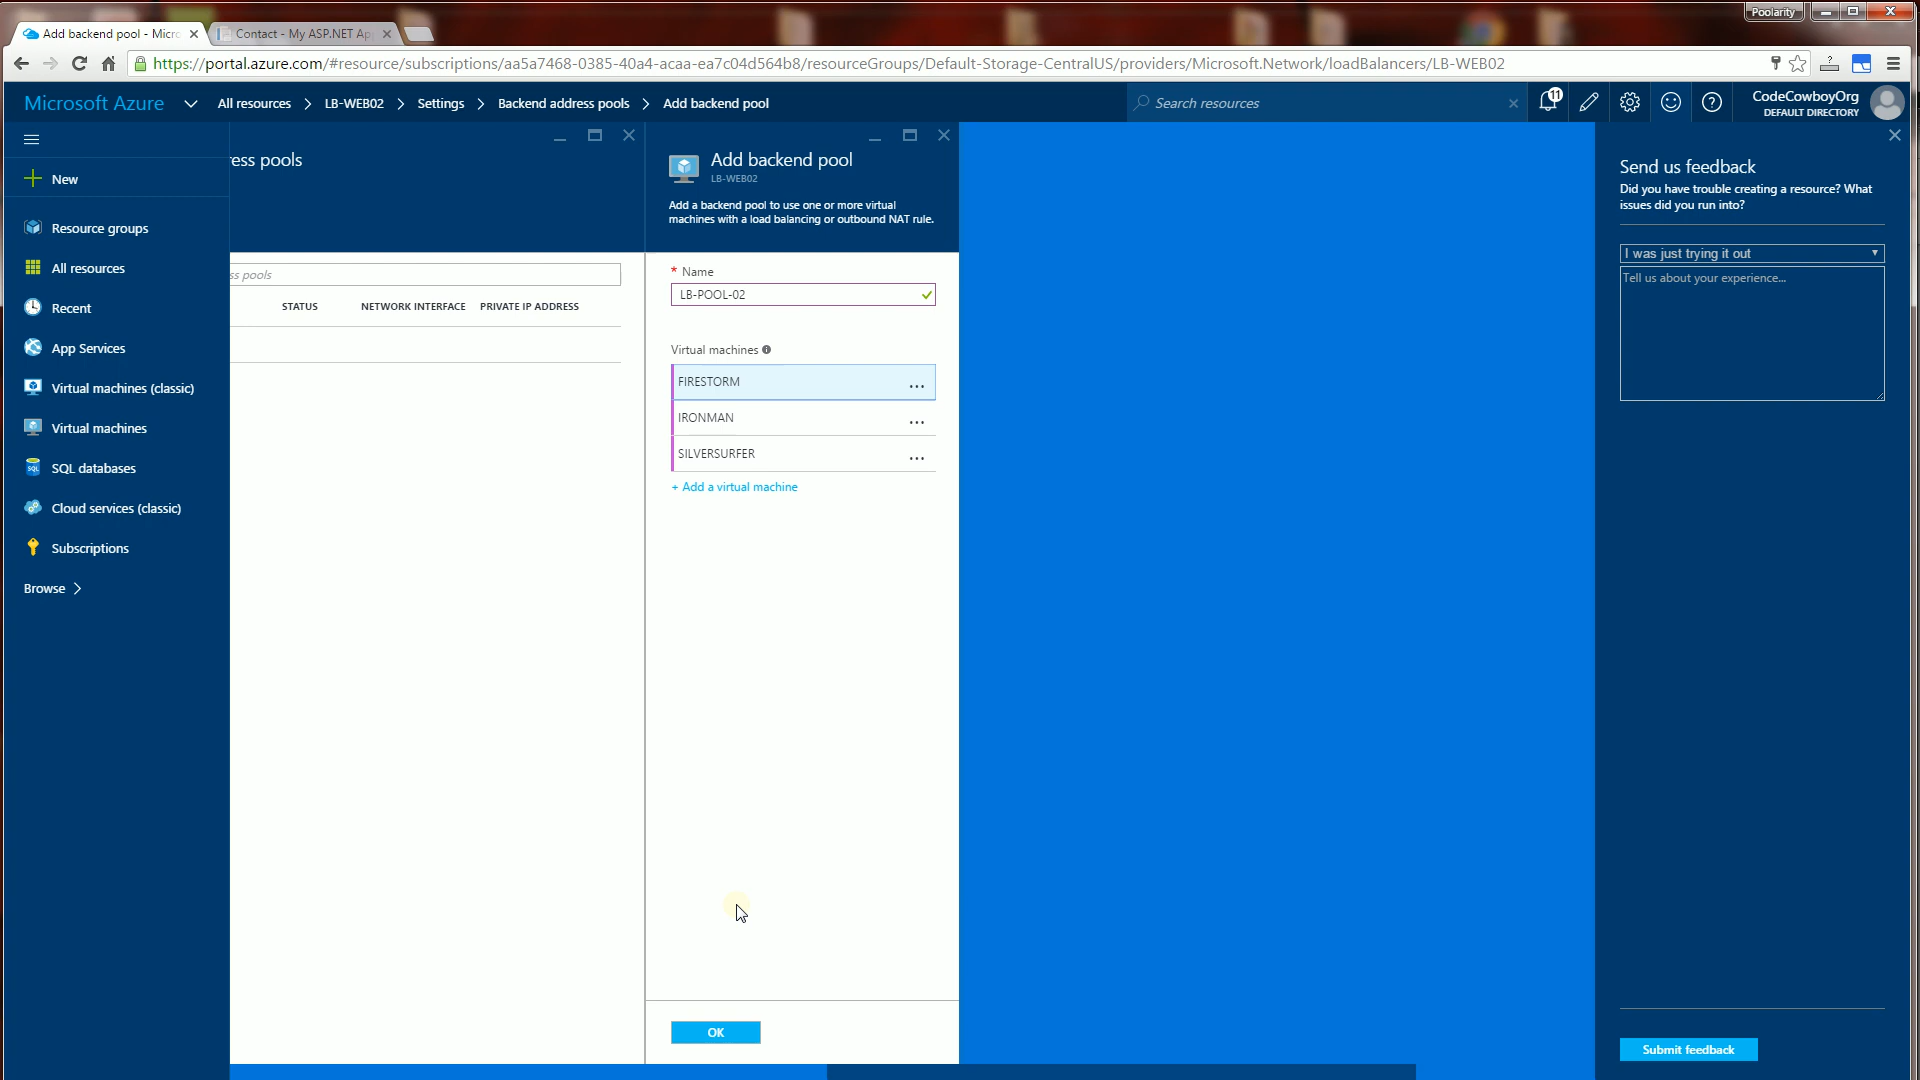 Poolarity
Add backend pool - Micro
Contact - My ASP.NET Ap
https://portal.azure.com/#resource/subscriptions/aa5a7468-0385-40a4-acaa-ea7c04d564b8/resourceGroups/Default-Storage-CentralUS/providers/Microsoft.Network/loadBalancers/LB-WEB02
Microsoft Azure
All resources > LB-WEB02 > Settings > Backend address pools > Add backend pool
Search resources
11
CodeCowboyOrg
DEFAULT DIRECTORY
New
Resource groups
All resources
Recent
App Services
Virtual machines (classic)
Virtual machines
SQL databases
Cloud services (classic)
Subscriptions
Browse >
ess pools
ss pools
STATUS NETWORK INTERFACE PRIVATE IP ADDRESS
Add backend pool
LB-WEB02
Add a backend pool to use one or more virtual
machines with a load balancing or outbound NAT rule.
* Name
LB-POOL-02
Virtual machines
FIRESTORM ...
IRONMAN ...
SILVERSURFER ...
+ Add a virtual machine
OK
Send us feedback
Did you have trouble creating a resource? What
issues did you run into?
I was just trying it out
Tell us about your experience...
Submit feedback